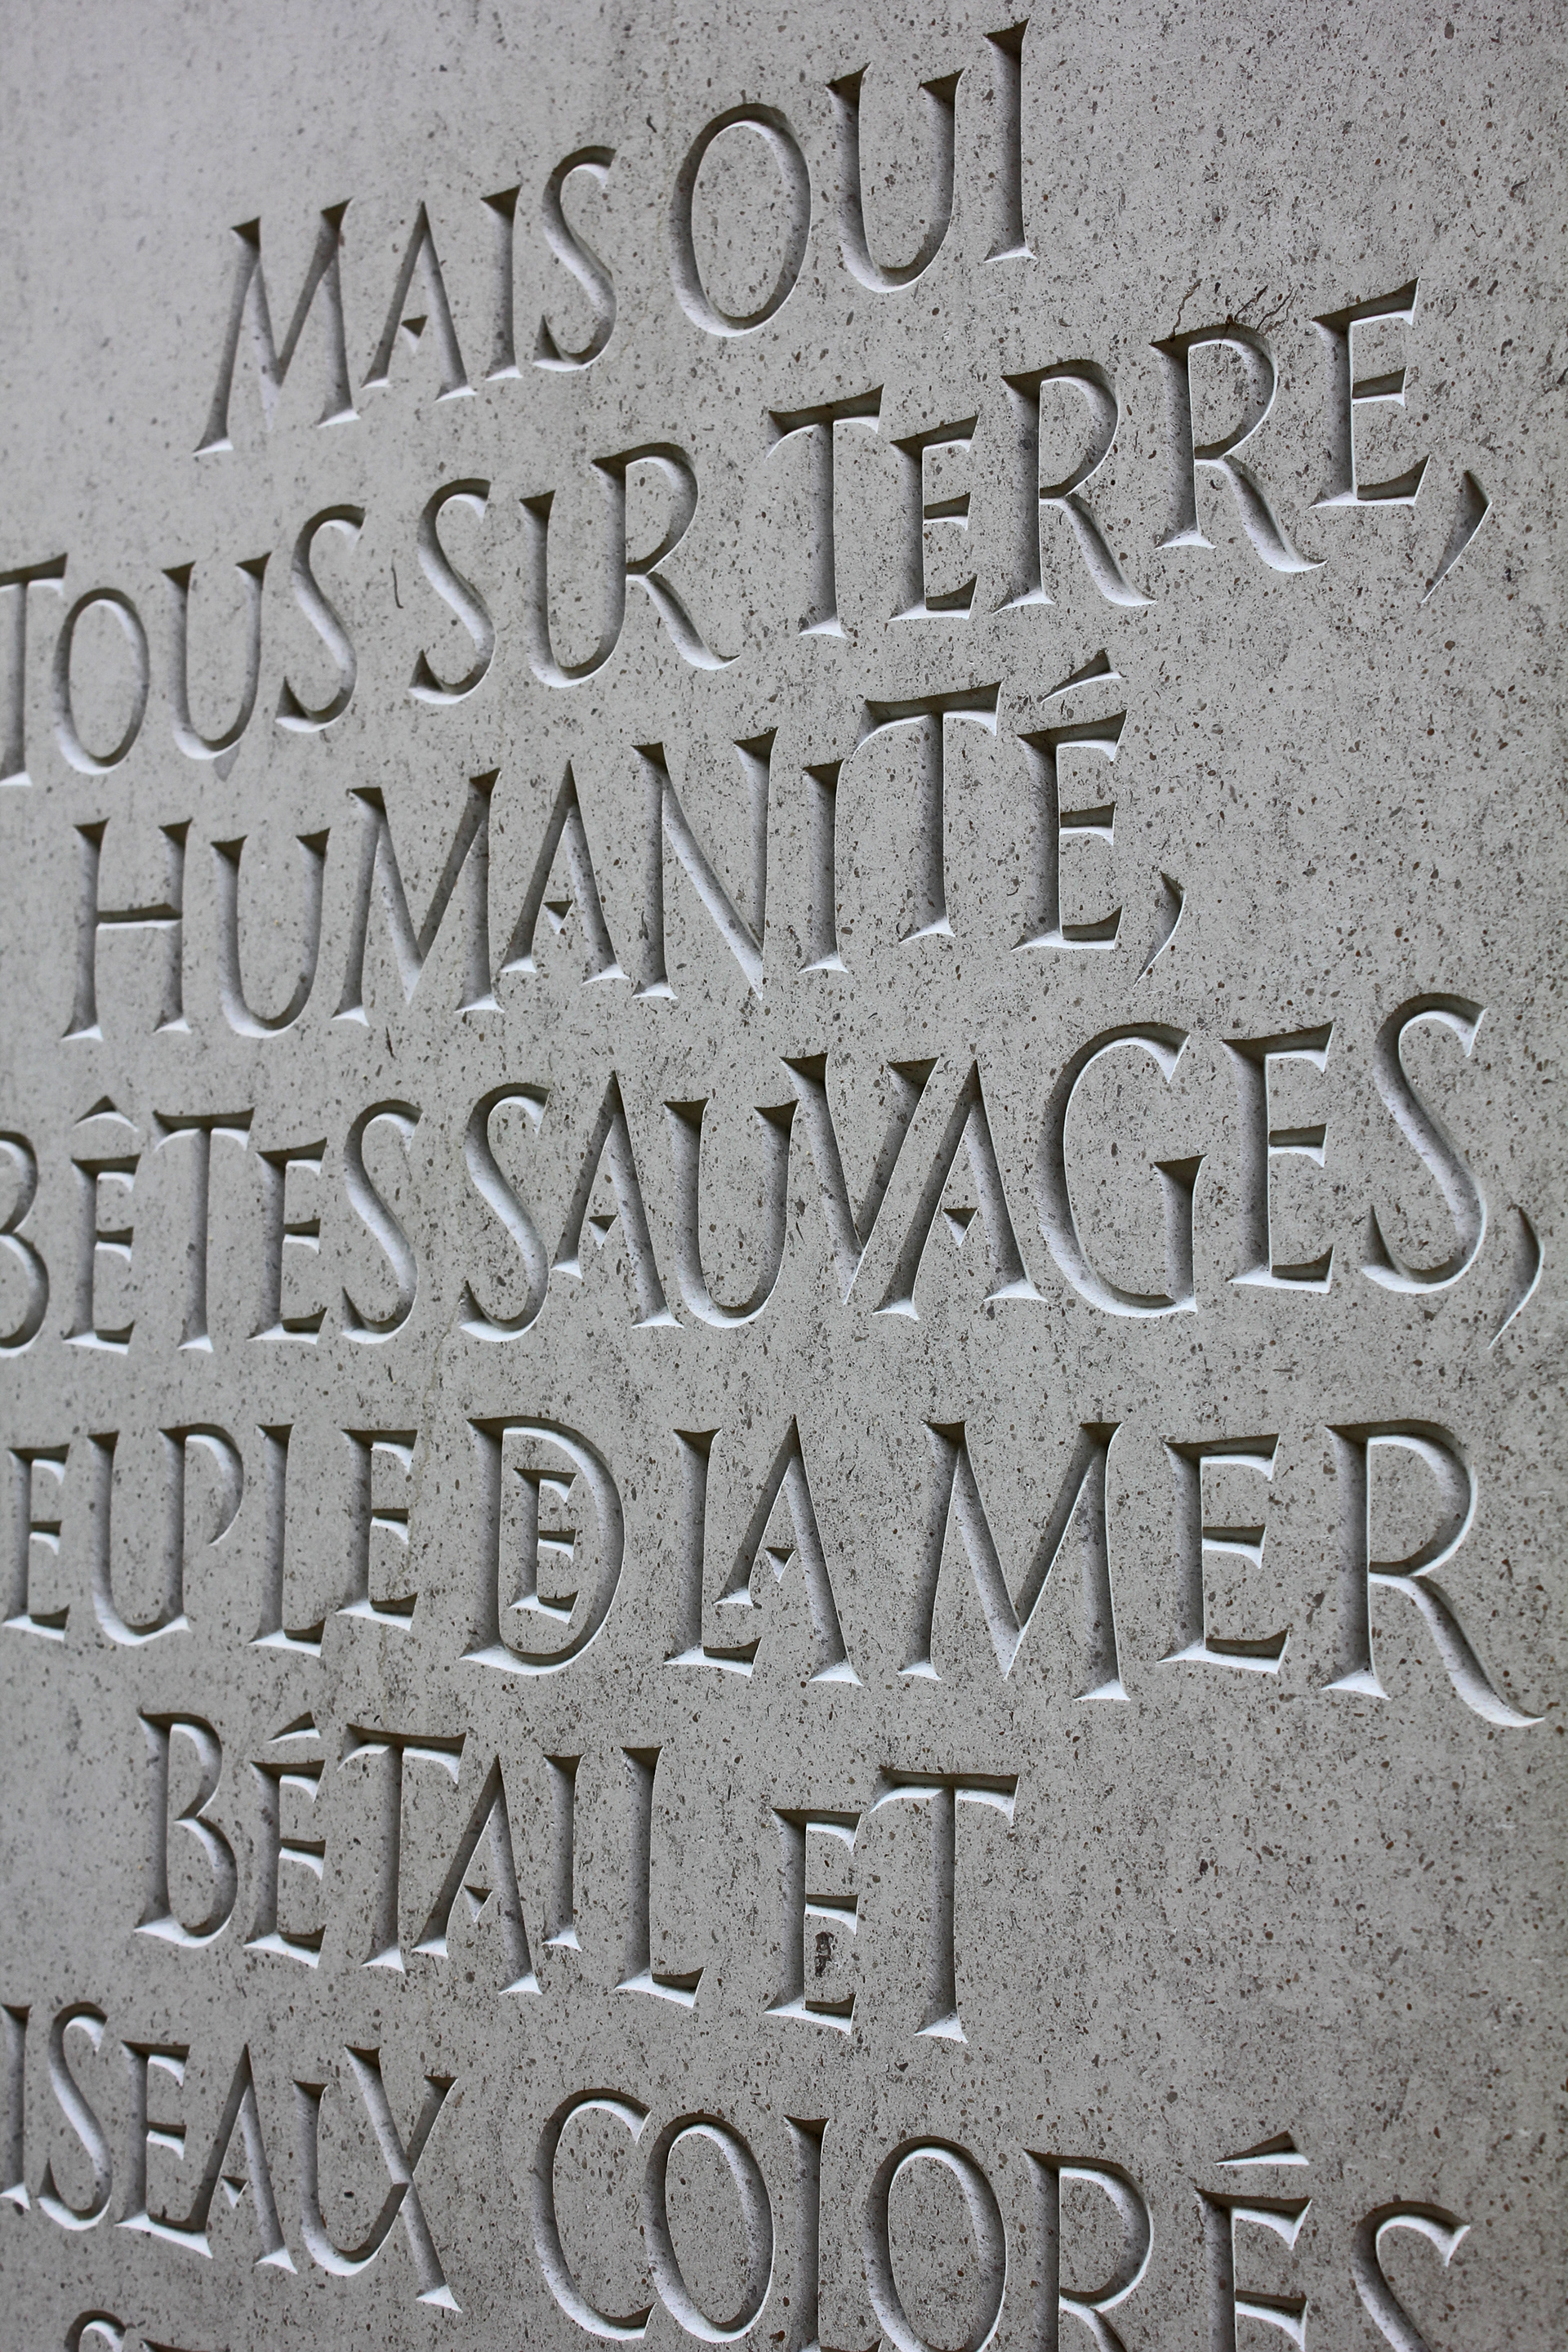 MAIS OUI
TOUS SUR TERRE,
HUMANITÉ,
BÊTES SAUVAGES,
EUPLE DE LA MER
BÉTAIL ET
ISEAUX COLORÉS